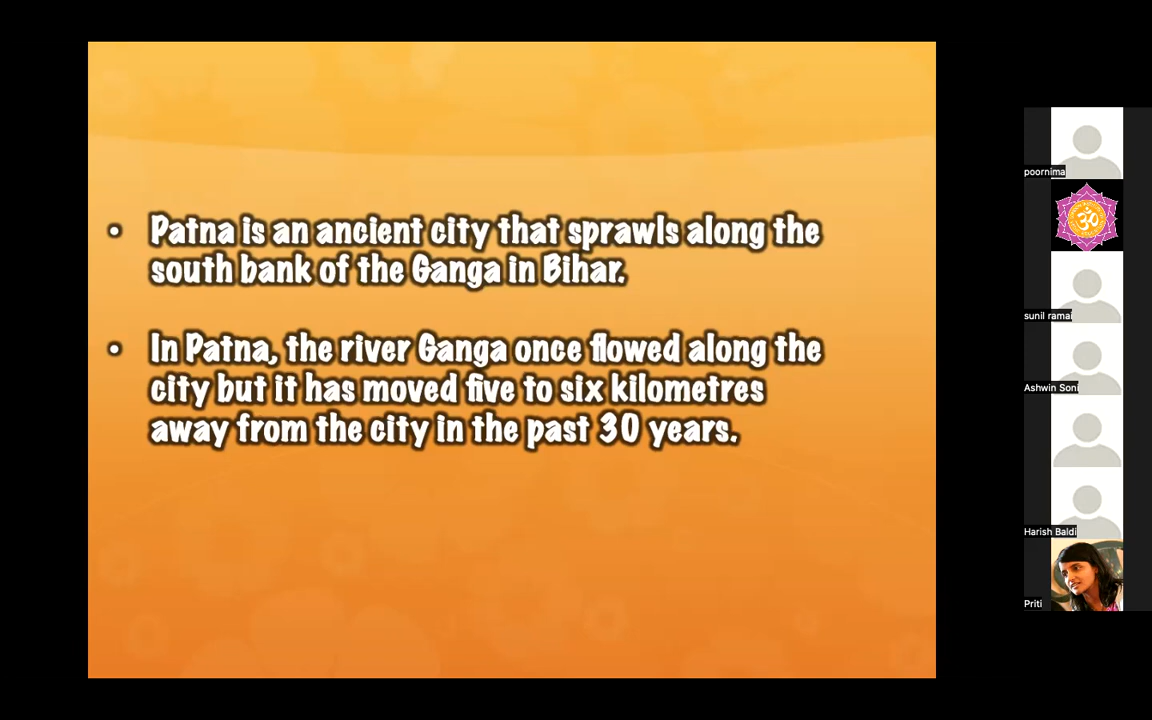 • Patna is an ancient city that sprawls along the
south bank of the Ganga in Bihar.
• In Patna, the river Ganga once flowed along the
city but it has moved five to six kilometres
away from the city in the past 30 years.
poornima
ॐ
sunil ramai
Ashwin Soni
Harish Baldi
Priti